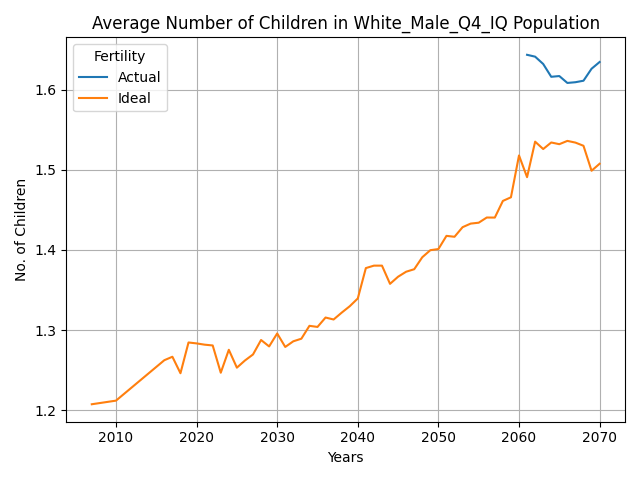 Average Number of Children in White_Male_Q4_IQ Population
Fertility
Actual
Ideal
No. of Children
1.6
1.5
1.4
1.3
1.2
2010 2020 2030 2040 2050 2060 2070
Years